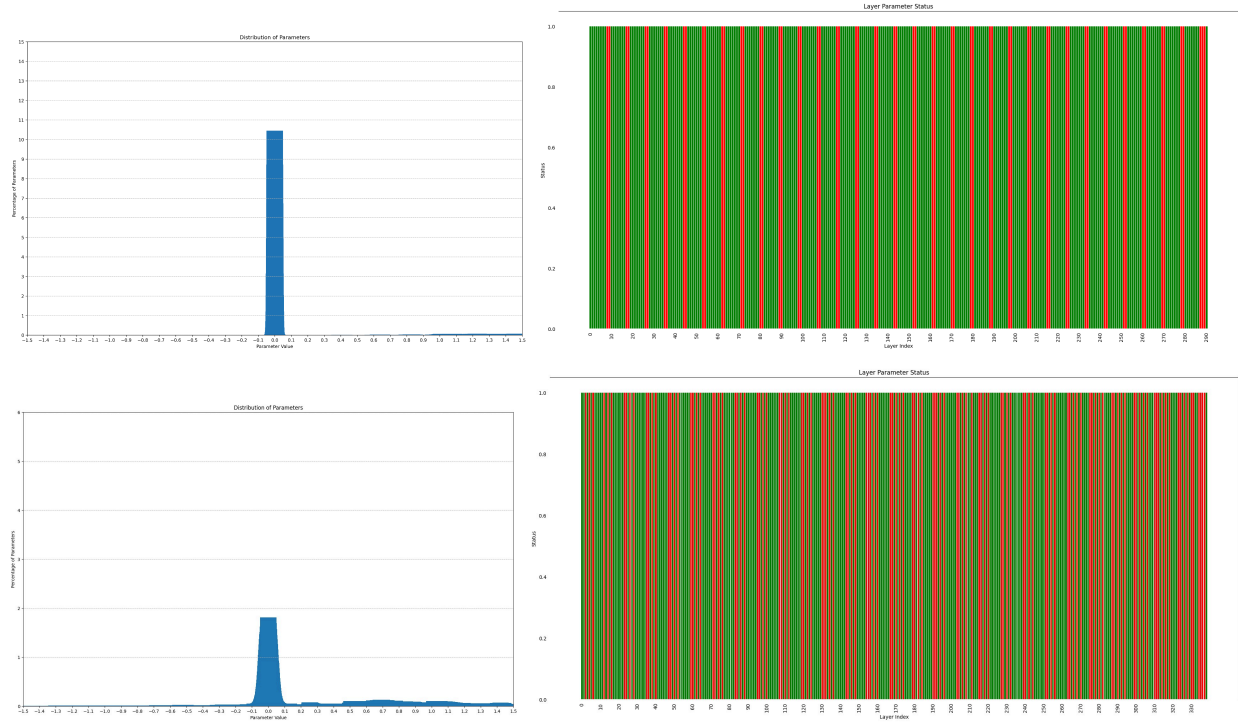 Distribution of Parameters
15
14
13
12
11
10
9
8
7
6
5
4
3
2
1
0
Percentage of Parameters
−1.5 −1.4 −1.3 −1.2 −1.1 −1.0 −0.9 −0.8 −0.7 −0.6 −0.5 −0.4 −0.3 −0.2 −0.1 0.0 0.1 0.2 0.3 0.4 0.5 0.6 0.7 0.8 0.9 1.0 1.1 1.2 1.3 1.4 1.5
Parameter Value
Layer Parameter Status
1.0
0.8
0.6
0.4
0.2
0.0
Status
0 10 20 30 40 50 60 70 80 90 100 110 120 130 140 150 160 170 180 190 200 210 220 230 240 250 260 270 280 290
Layer Index
Distribution of Parameters
6
5
4
3
2
1
0
Percentage of Parameters
−1.5 −1.4 −1.3 −1.2 −1.1 −1.0 −0.9 −0.8 −0.7 −0.6 −0.5 −0.4 −0.3 −0.2 −0.1 0.0 0.1 0.2 0.3 0.4 0.5 0.6 0.7 0.8 0.9 1.0 1.1 1.2 1.3 1.4 1.5
Parameter Value
Layer Parameter Status
1.0
0.8
0.6
0.4
0.2
0.0
Status
0 10 20 30 40 50 60 70 80 90 100 110 120 130 140 150 160 170 180 190 200 210 220 230 240 250 260 270 280 290 300 310 320 330
Layer Index